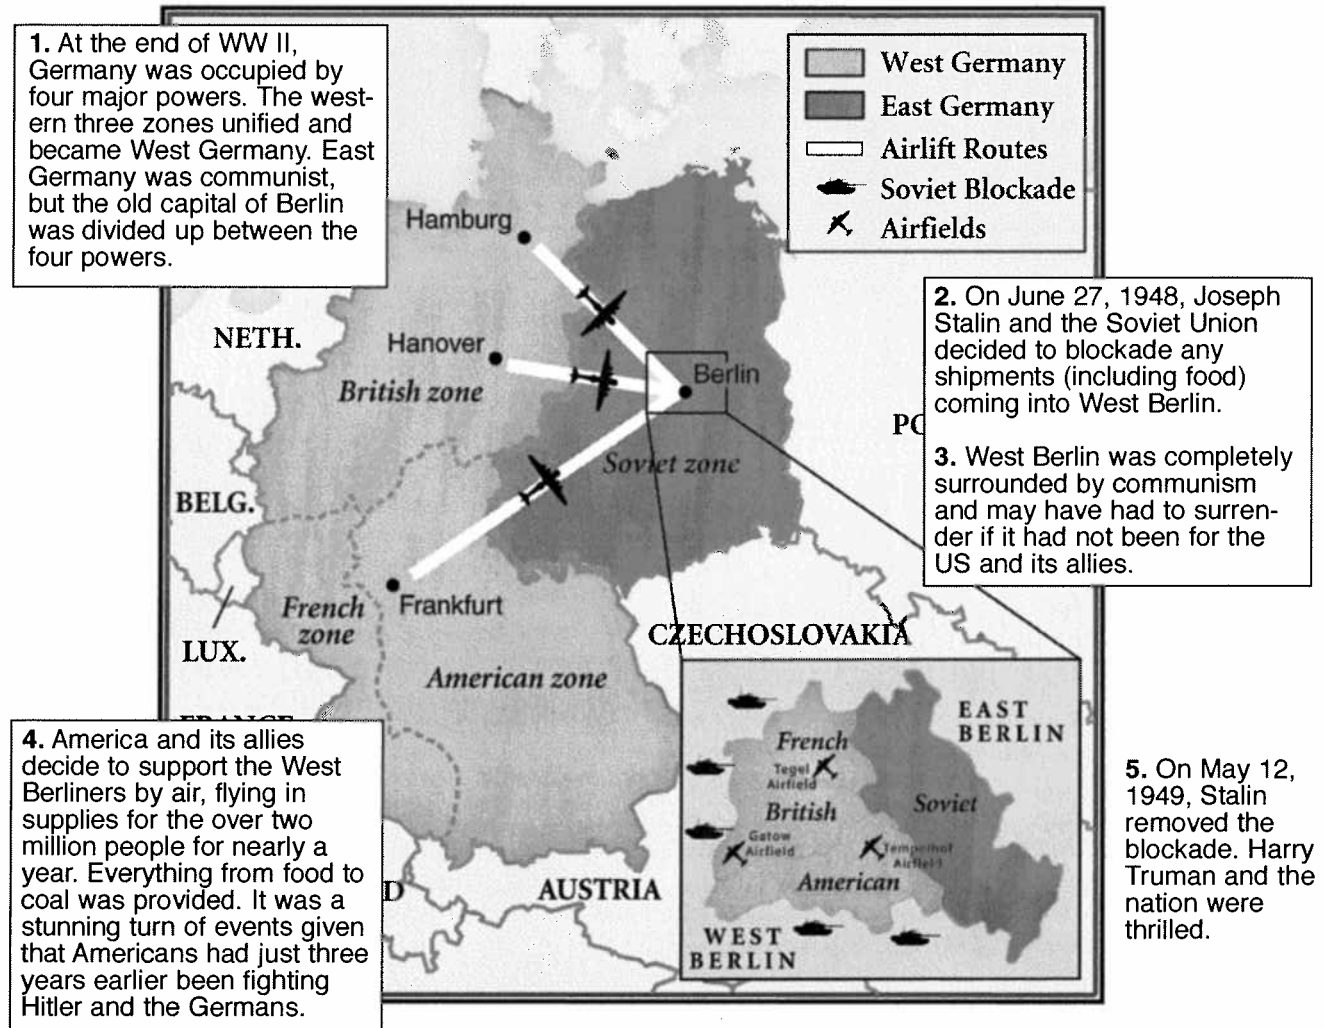 1. At the end of WW II,
Germany was occupied by
four major powers. The west-
ern three zones unified and
became West Germany. East
Germany was communist,
but the old capital of Berlin
was divided up between the
four powers.
West Germany
East Germany
Airlift Routes
Soviet Blockade
Airfields
Hamburg
NETH.
Hanover
British zone
Berlin
Soviet zone
2. On June 27, 1948, Joseph
Stalin and the Soviet Union
decided to blockade any
shipments (including food)
coming into West Berlin.
3. West Berlin was completely
surrounded by communism
and may have had to surren-
der if it had not been for the
US and its allies.
BELG.
LUX.
French
zone
Frankfurt
American zone
CZECHOSLOVAKIA
4. America and its allies
decide to support the West
Berliners by air, flying in
supplies for the over two
million people for nearly a
year. Everything from food to
coal was provided. It was a
stunning turn of events given
that Americans had just three
years earlier been fighting
Hitler and the Germans.
AUSTRIA
EAST
BERLIN
French
Tegel
Airfield
British
Soviet
Gatow
Airfield
Tempelhof
Airfield
American
WEST
BERLIN
5. On May 12,
1949, Stalin
removed the
blockade. Harry
Truman and the
nation were
thrilled.